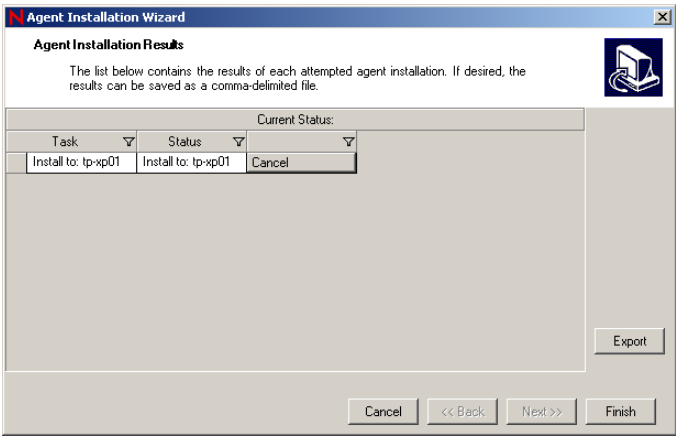 Agent Installation Wizard
Agent Installation Results
The list below contains the results of each attempted agent installation. If desired, the
results can be saved as a comma-delimited file.
Current Status:
Task Status
Install to: tp-xp01 Install to: tp-xp01 Cancel
Export
Cancel << Back Next >> Finish